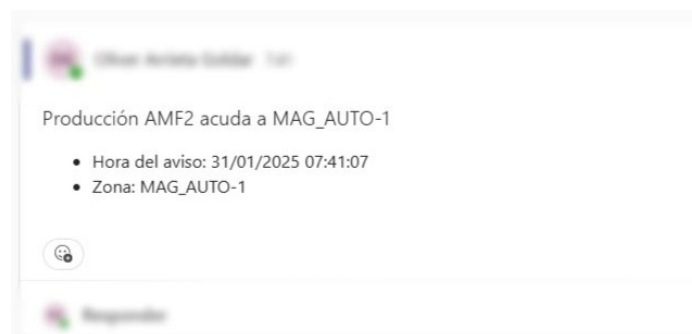 Producción AMF2 acuda a MAG_AUTO-1
• Hora del aviso: 31/01/2025 07:41:07
• Zona: MAG_AUTO-1